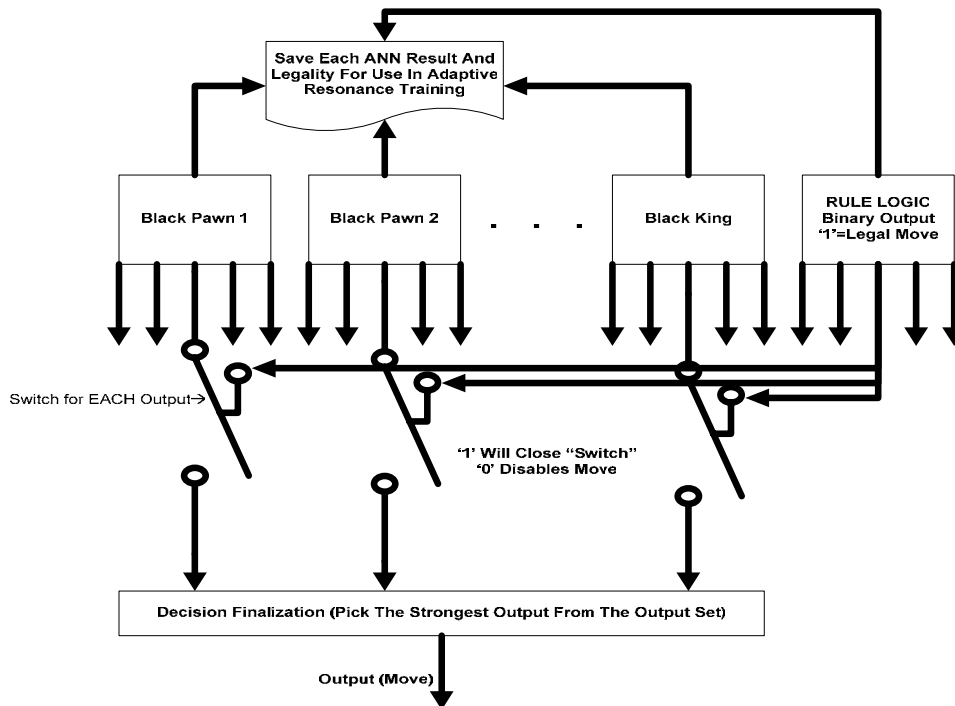 Save Each ANN Result And
Legality For Use In Adaptive
Resonance Training
Black Pawn 1
Black Pawn 2
. . .
Black King
RULE LOGIC
Binary Output
‘1’=Legal Move
Switch for EACH Output
‘1’ Will Close “Switch”
‘0’ Disables Move
Decision Finalization (Pick The Strongest Output From The Output Set)
Output (Move)